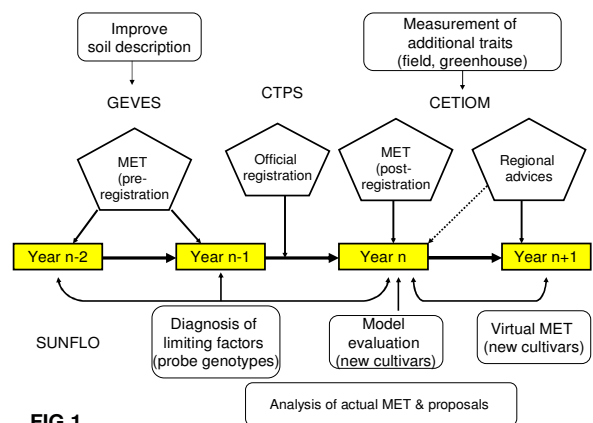 Improve
soil description
Measurement of
additional traits
(field, greenhouse)
GEVES
CTPS
CETIOM
MET
(pre-
registration
Official
registration
MET
(post-
registration
Regional
advices
Year n-2
Year n-1
Year n
Year n+1
SUNFLO
Diagnosis of
limiting factors
(probe genotypes)
Model
evaluation
(new cultivars)
Virtual MET
(new cultivars)
Analysis of actual MET & proposals
FIG 1